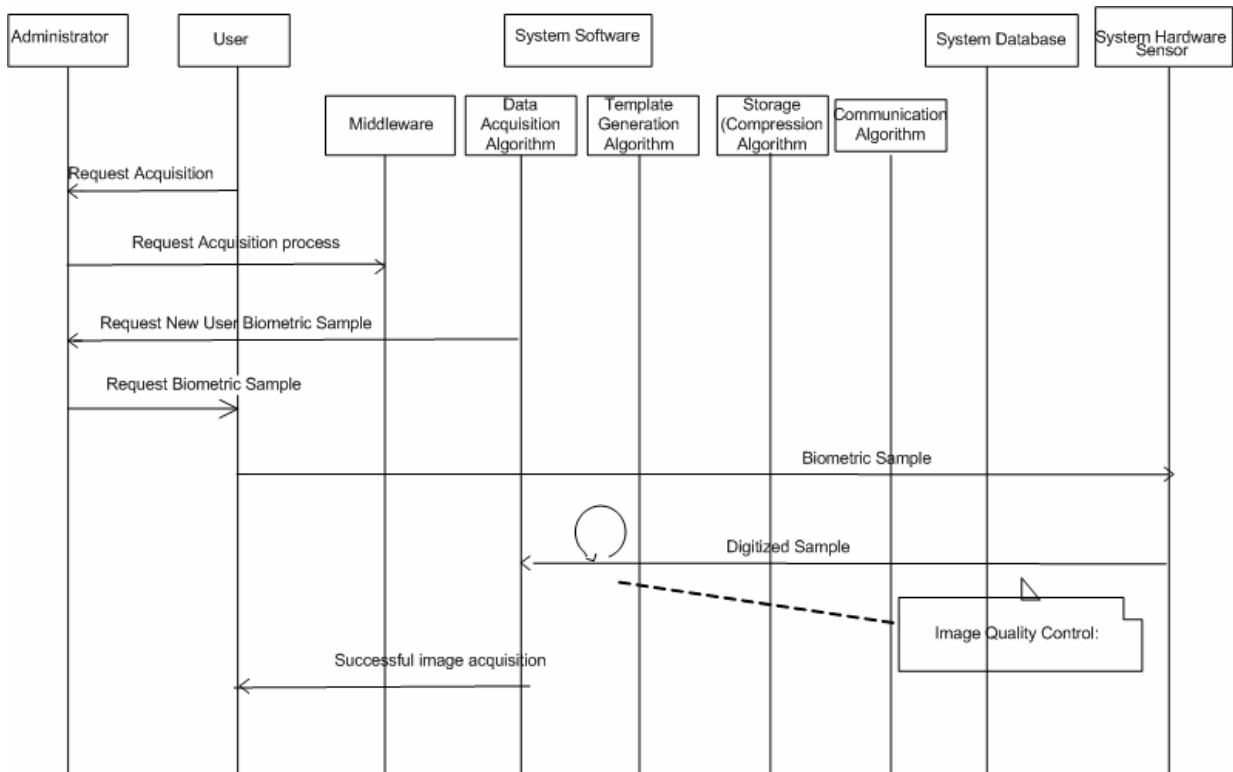 Administrator
User
System Software
System Database
System Hardware
Sensor
Middleware
Data
Acquisition
Algorithm
Template
Generation
Algorithm
Storage
(Compression
Algorithm
Communication
Algorithm
Request Acquisition
Request Acquisition process
Request New User Biometric Sample
Request Biometric Sample
Biometric Sample
Digitized Sample
Image Quality Control:
Successful image acquisition